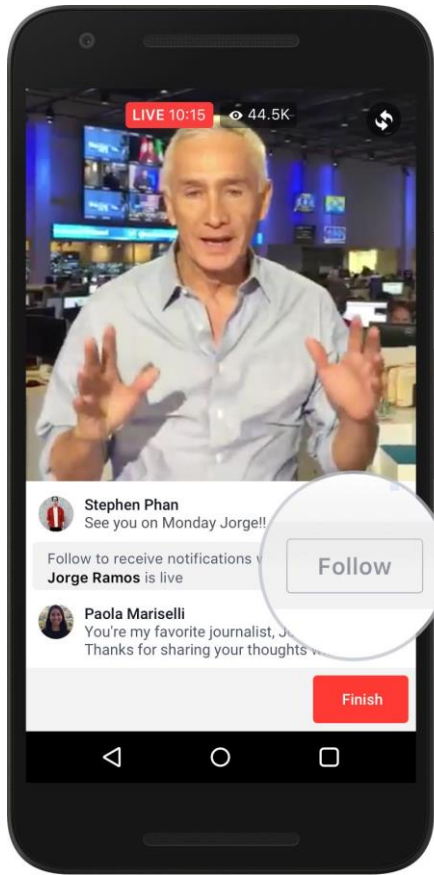 LIVE 10:15 44.5K
Stephen Phan
See you on Monday Jorge!!
Follow to receive notifications
Jorge Ramos is live
Follow
Paola Mariselli
You're my favorite journalist,
Thanks for sharing your thoughts
Finish